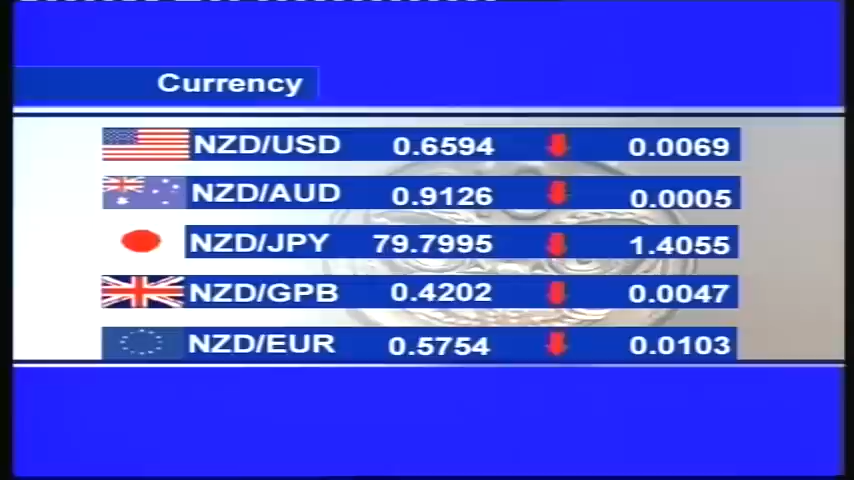 Currency
NZD/USD 0.6594 0.0069
NZD/AUD 0.9126 0.0005
NZD/JPY 79.7995 1.4055
NZD/GPB 0.4202 0.0047
NZD/EUR 0.5754 0.0103